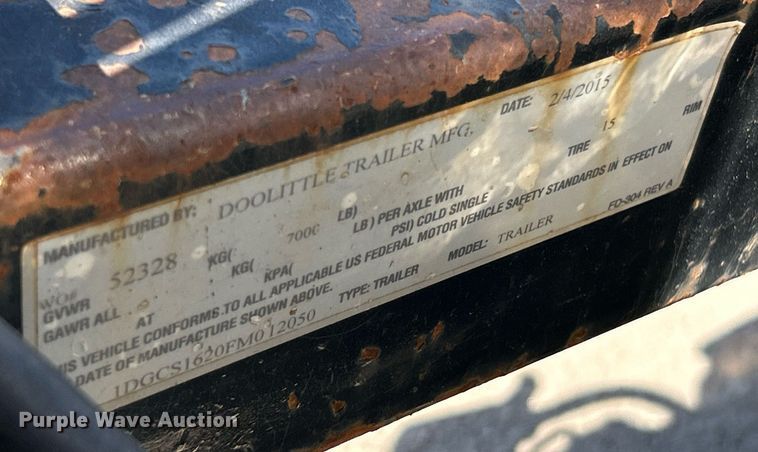 MANUFACTURED BY: DOOLITTLE TRAILER MFG, DATE: 2/4/2015
WO# 52328
GVWR KG( 7000 LB) TIRE 15 RIM
GAWR ALL KG( LB ) PER AXLE WITH
AT KPA( PSI) COLD SINGLE
THIS VEHICLE CONFORMS TO ALL APPLICABLE US FEDERAL MOTOR VEHICLE SAFETY STANDARDS IN EFFECT ON
DATE OF MANUFACTURE SHOWN ABOVE. TYPE: TRAILER MODEL: TRAILER
1DGCS1620FM012050 FD-904 REV A
Purple Wave Auction